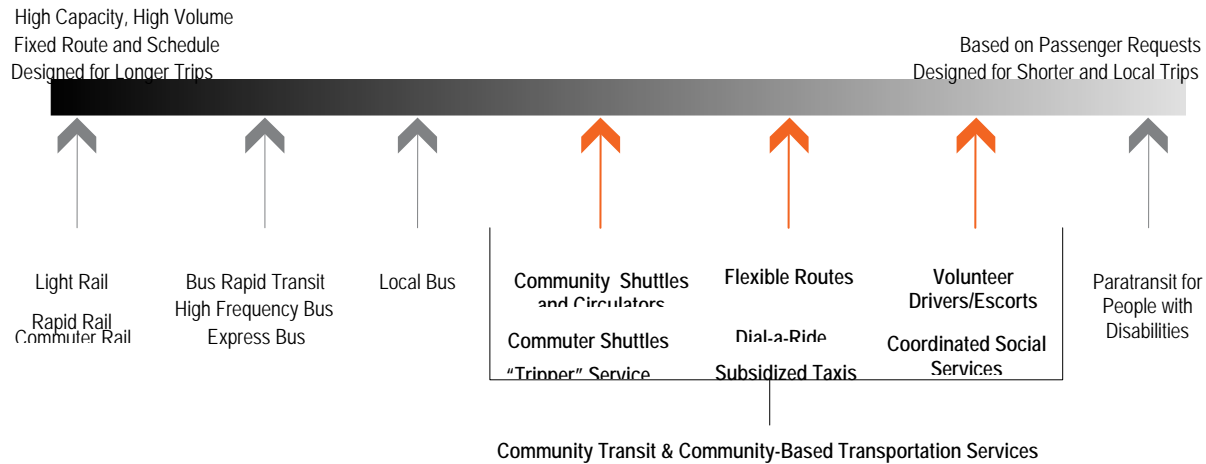 High Capacity, High Volume
Fixed Route and Schedule
Designed for Longer Trips
Based on Passenger Requests
Designed for Shorter and Local Trips
Light Rail
Rapid Rail
Commuter Rail
Bus Rapid Transit
High Frequency Bus
Express Bus
Local Bus
Community Shuttles
and Circulators
Commuter Shuttles
“Tripper” Service
Flexible Routes
Dial-a-Ride
Subsidized Taxis
Volunteer
Drivers/Escorts
Coordinated Social
Services
Paratransit for
People with
Disabilities
Community Transit & Community-Based Transportation Services